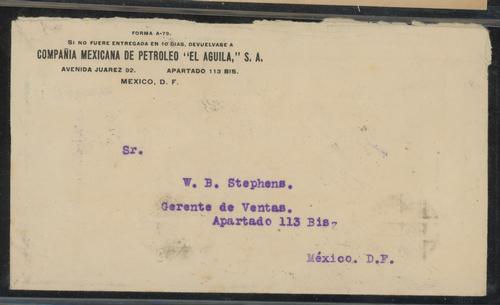 FORMA A-79.
SI NO FUERE ENTREGADA EN 10 DIAS, DEVUELVASE A
COMPAÑIA MEXICANA DE PETROLEO "EL AGUILA," S. A.
AVENIDA JUAREZ 92. APARTADO 113 BIS.
MEXICO, D. F.
Sr.
W. B. Stephens.
Gerente de Ventas.
Apartado 113 Bis-
México. D.F.